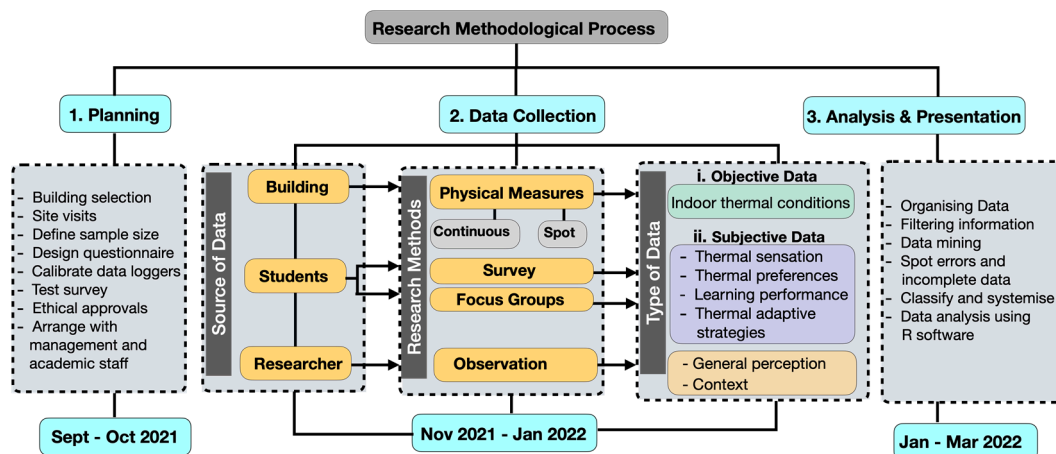 Research Methodological Process
1. Planning
2. Data Collection
3. Analysis & Presentation
- Building selection
- Site visits
- Define sample size
- Design questionnaire
- Calibrate data loggers
- Test survey
- Ethical approvals
- Arrange with
management and
academic staff
Source of Data
Building
Students
Researcher
Research Methods
Physical Measures
Continuous
Spot
Survey
Focus Groups
Observation
Type of Data
i. Objective Data
Indoor thermal conditions
ii. Subjective Data
- Thermal sensation
- Thermal preferences
- Learning performance
- Thermal adaptive
strategies
- General perception
- Context
- Organising Data
- Filtering information
- Data mining
- Spot errors and
incomplete data
- Classify and systemise
- Data analysis using
R software
Sept - Oct 2021
Nov 2021 - Jan 2022
Jan - Mar 2022